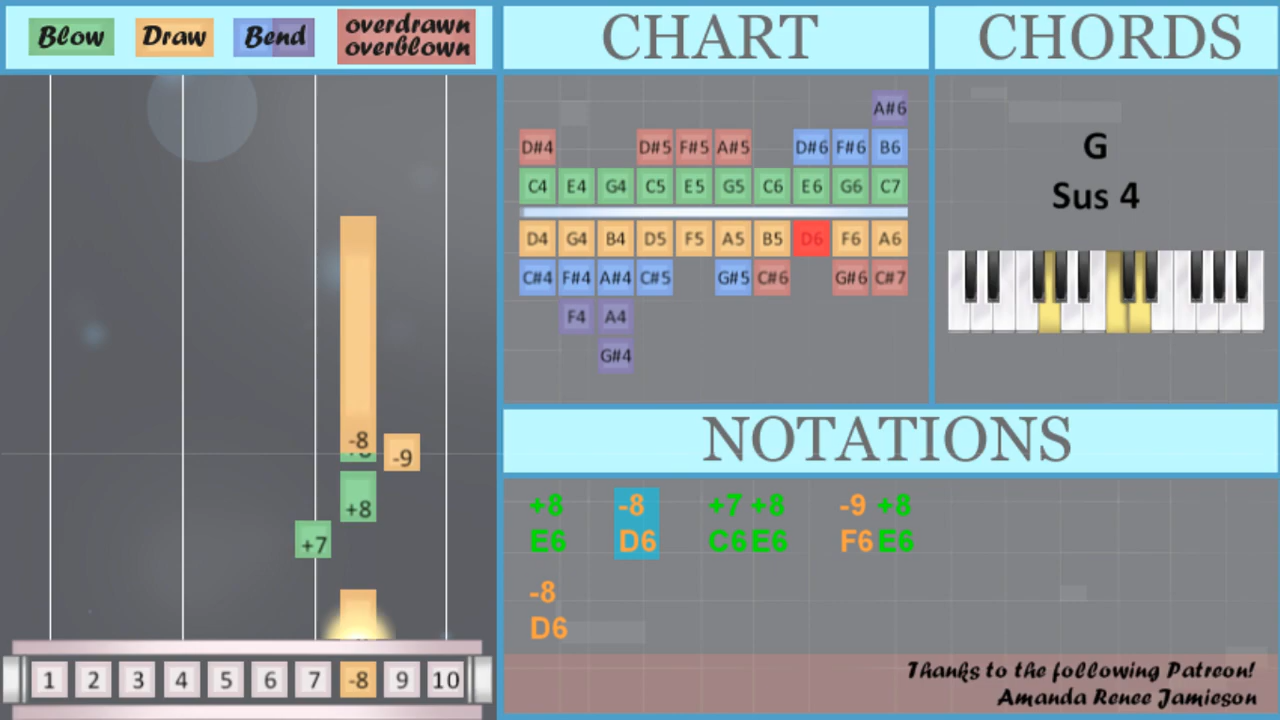 Blow Draw Bend overdrawn
overblown
CHART
CHORDS
A#6
D#4 D#5 F#5 A#5 D#6 F#6 B6
C4 E4 G4 C5 E5 G5 C6 E6 G6 C7
D4 G4 B4 D5 F5 A5 B5 D6 F6 A6
C#4 F#4 A#4 C#5 G#5 C#6 G#6 C#7
F4 A4
G#4
G
Sus 4
-8
-9
+8
+7
1 2 3 4 5 6 7 -8 9 10
NOTATIONS
+8 -8 +7 +8 -9 +8
E6 D6 C6 E6 F6 E6
-8
D6
Thanks to the following Patreon!
Amanda Renee Jamieson